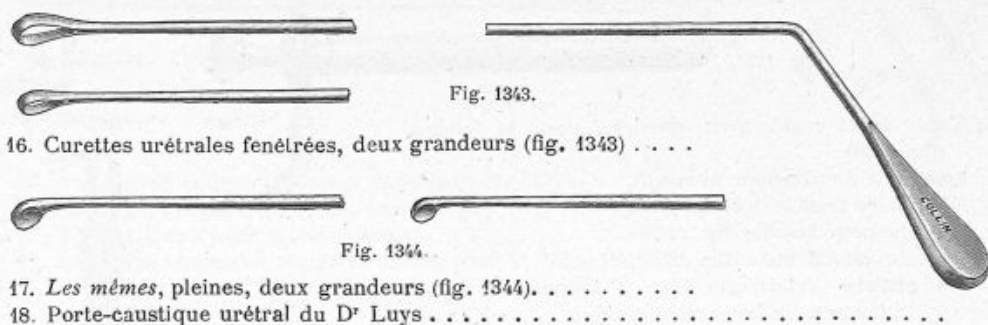 Fig. 1343.
COLLIN
16. Curettes urétrales fenêtrées, deux grandeurs (fig. 1343) . . . . .
Fig. 1344.
17. Les mêmes, pleines, deux grandeurs (fig. 1344). . . . . . . . . .
18. Porte-caustique urétral du Dr Luys . . . . . . . . . . . . . . . . . . . . . . . . . . . . .